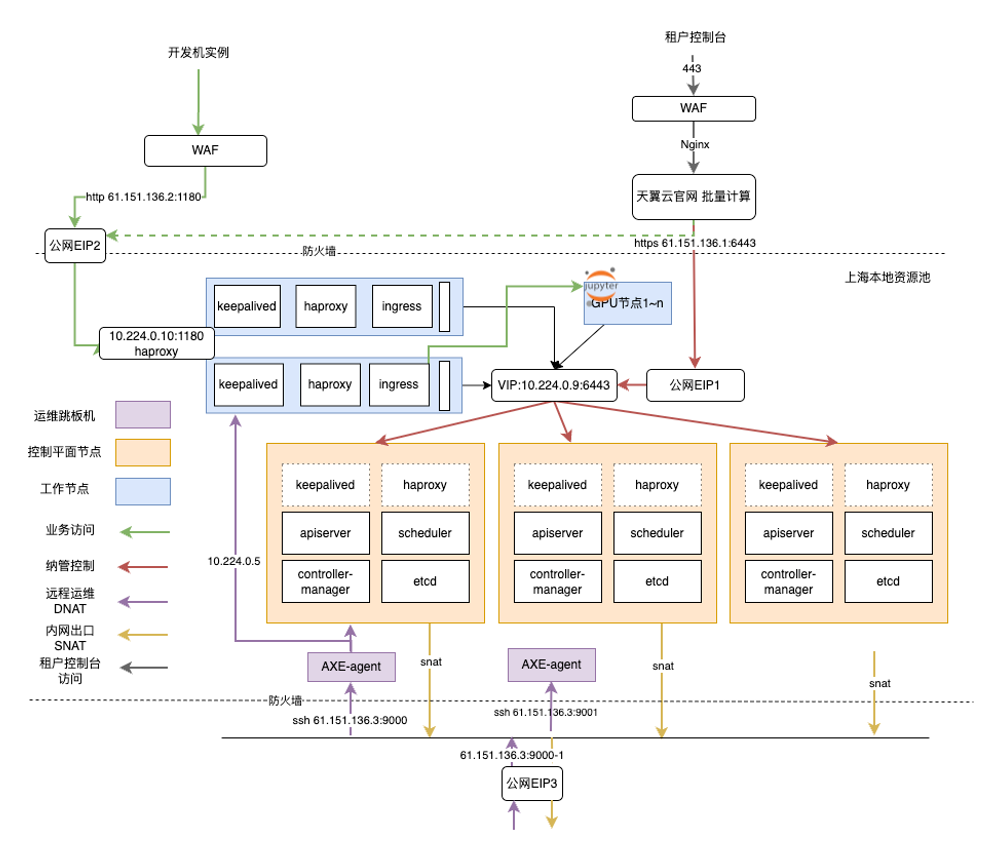 开发机实例
租户控制台
443
WAF
WAF
Nginx
http 61.151.136.2:1180
天翼云官网 批量计算
公网EIP2
https 61.151.136.1:6443
防火墙
上海本地资源池
keepalived
haproxy
ingress
jupyter
GPU节点1~n
10.224.0.10:1180
haproxy
keepalived
haproxy
ingress
VIP:10.224.0.9:6443
公网EIP1
运维跳板机
控制平面节点
工作节点
业务访问
纳管控制
远程运维
DNAT
内网出口
SNAT
租户控制台
访问
10.224.0.5
keepalived
haproxy
apiserver
scheduler
controller-
manager
etcd
keepalived
haproxy
apiserver
scheduler
controller-
manager
etcd
keepalived
haproxy
apiserver
scheduler
controller-
manager
etcd
AXE-agent
snat
AXE-agent
snat
snat
防火墙
ssh 61.151.136.3:9000
ssh 61.151.136.3:9001
61.151.136.3:9000-1
公网EIP3